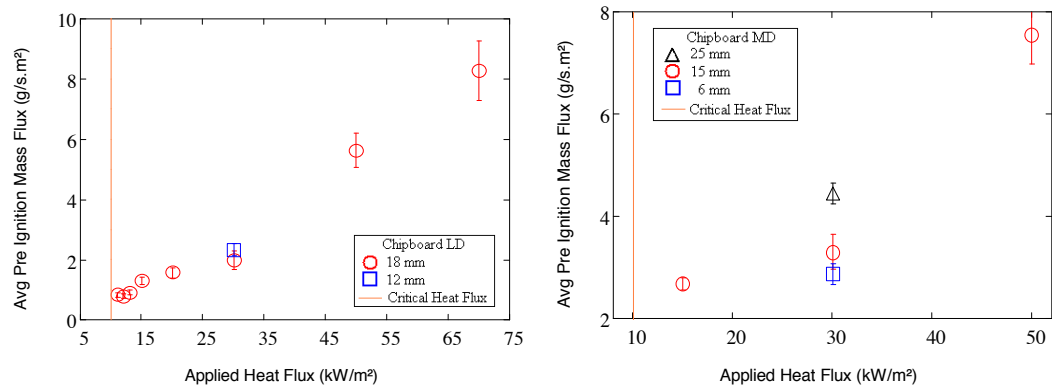 Avg Pre Ignition Mass Flux (g/s.m²)
10
8
6
4
2
0
Chipboard LD
18 mm
12 mm
Critical Heat Flux
5 15 25 35 45 55 65 75
Applied Heat Flux (kW/m²)
Avg Pre Ignition Mass Flux (g/s.m²)
8
6
4
2
Chipboard MD
25 mm
15 mm
6 mm
Critical Heat Flux
10 20 30 40 50
Applied Heat Flux (kW/m²)